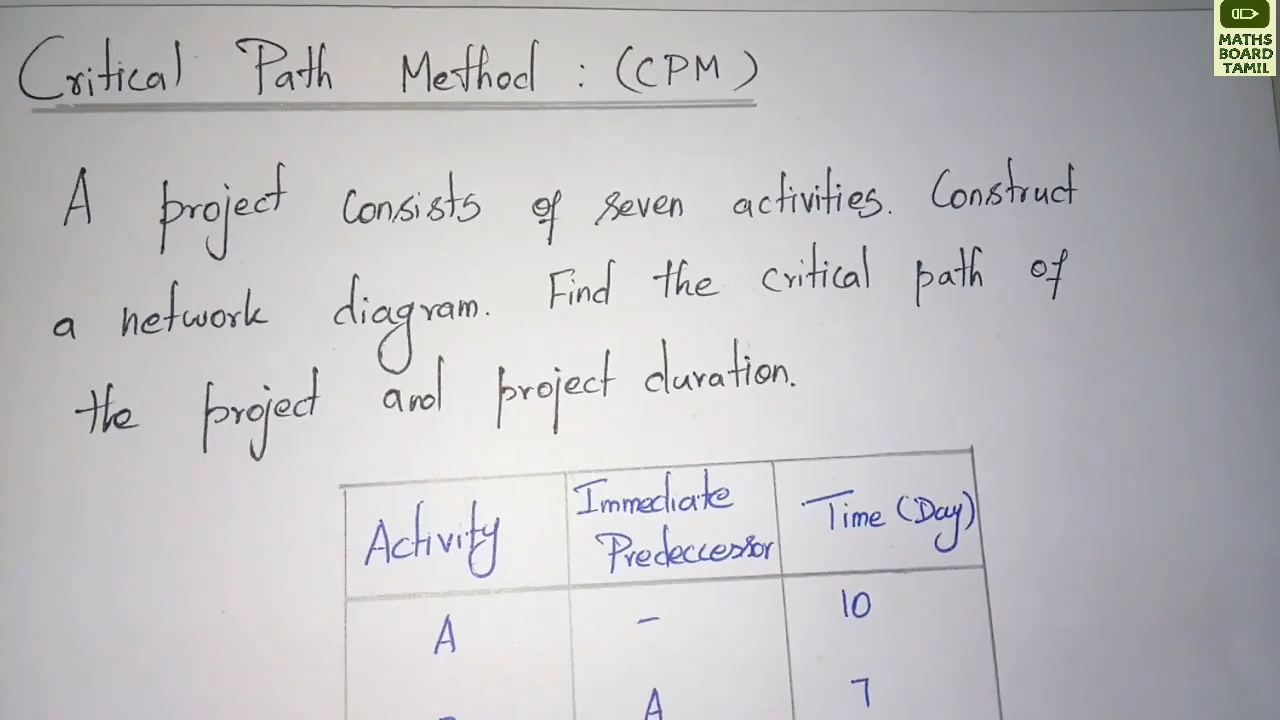 MATHS
BOARD
TAMIL
Critical Path Method : (CPM)
A project consists of seven activities. Construct
a network diagram. Find the critical path of
the project and project duration.
Activity Immediate Predeccessor Time (Day)
A - 10
A 7